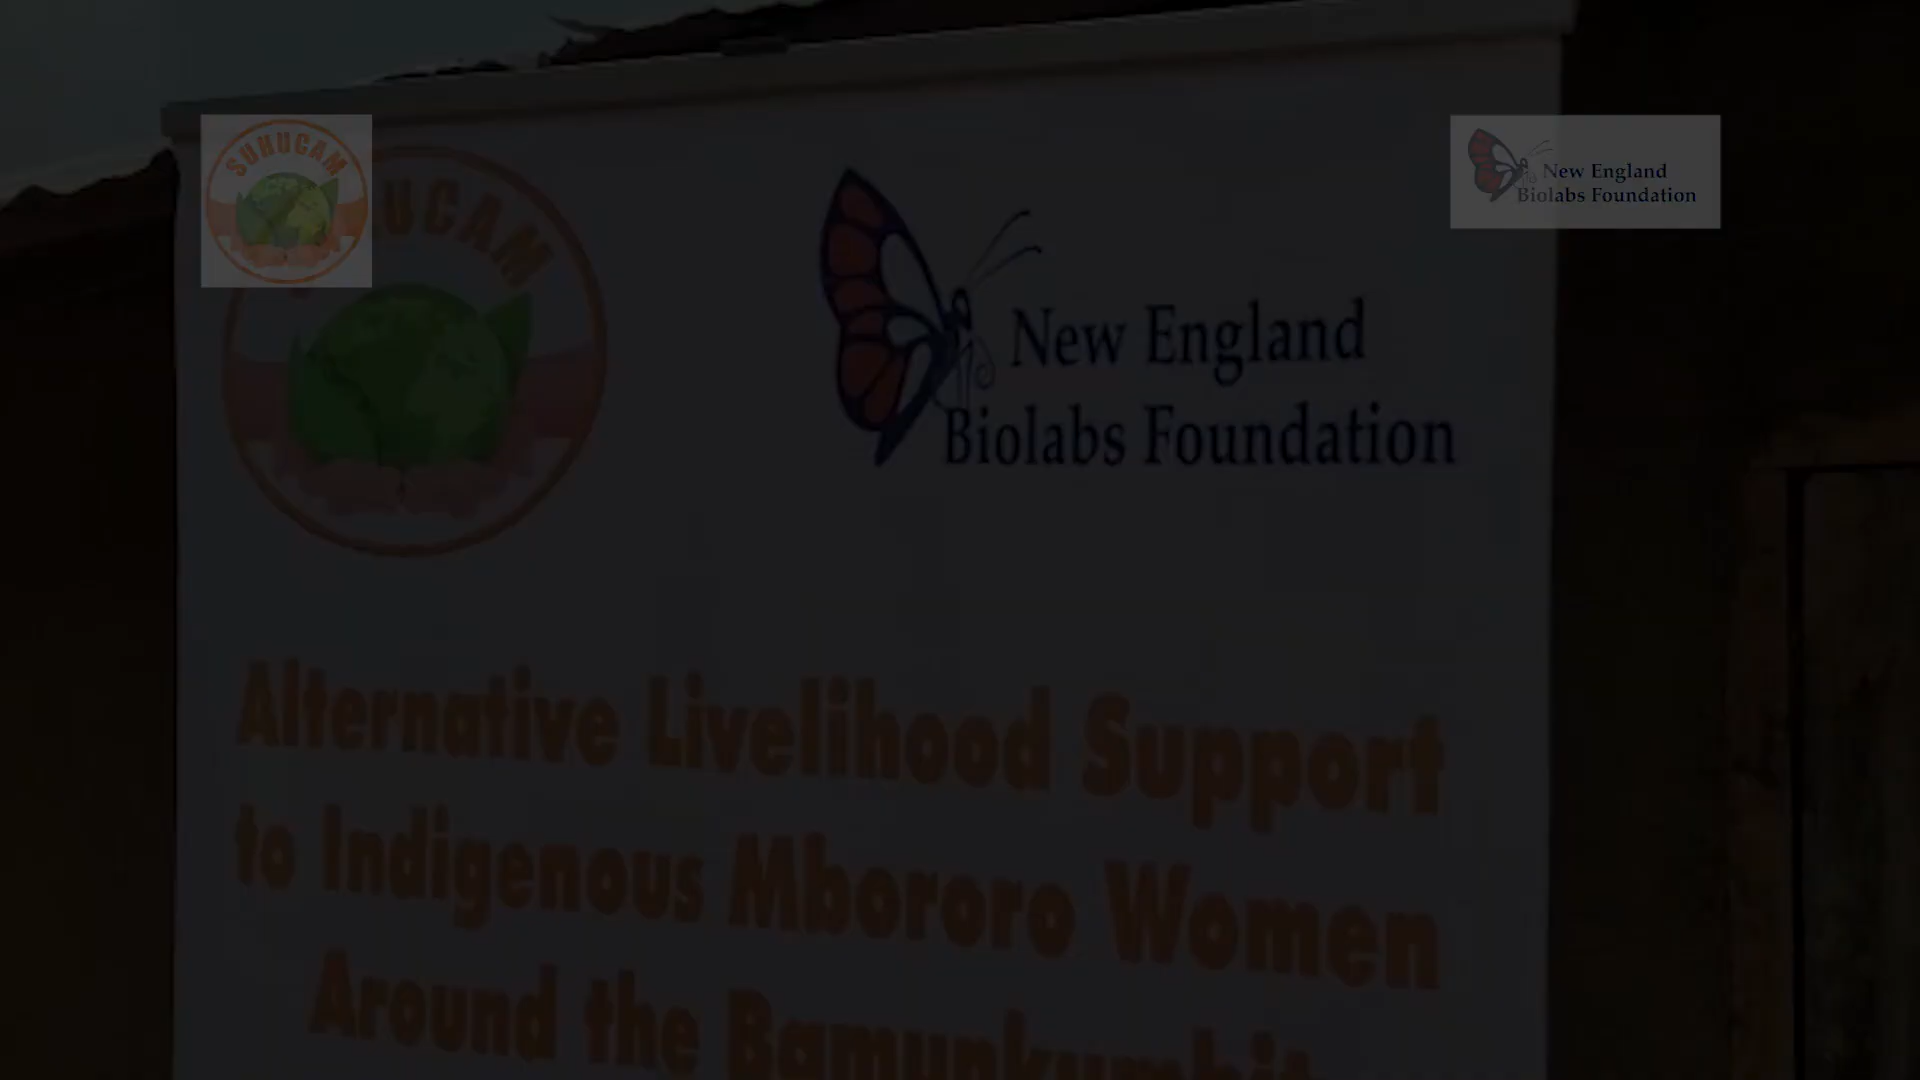 SUHUCAM
New England
Biolabs Foundation
SUHUCAM
New England
Biolabs Foundation
Alternative Livelihood Support
to Indigenous Mbororo Women
Around the